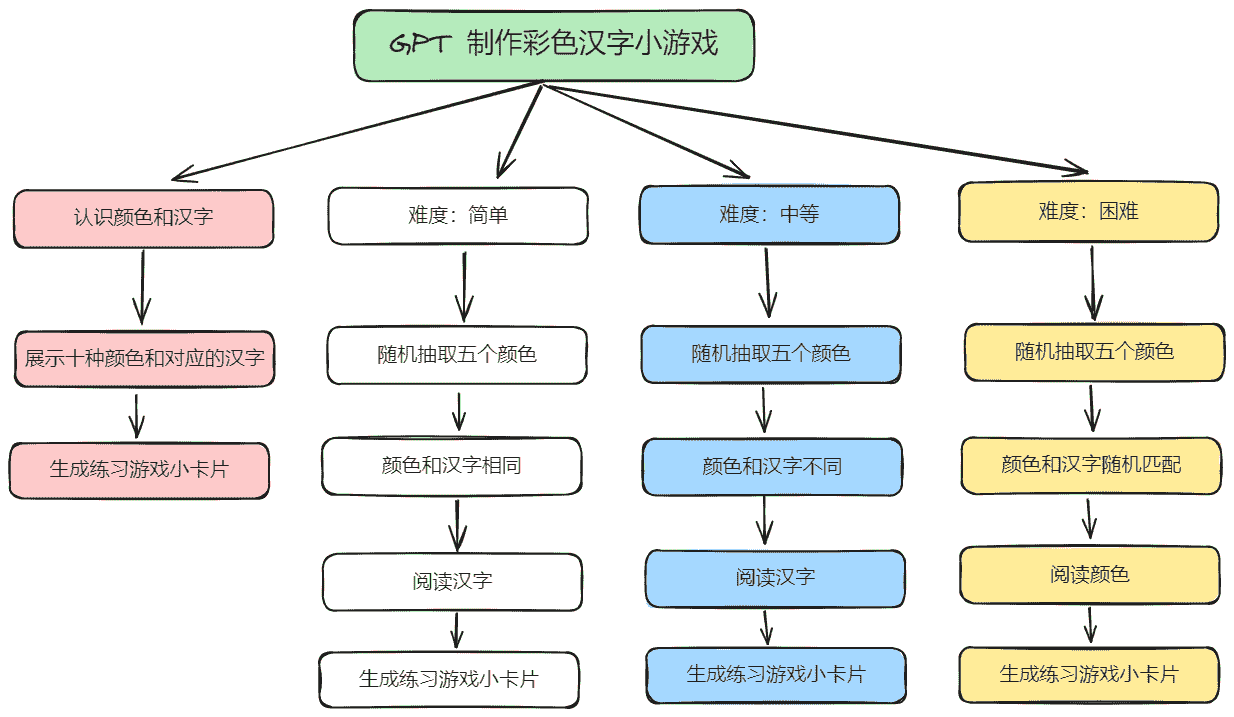 GPT 制作彩色汉字小游戏
认识颜色和汉字
难度：简单
难度：中等
难度：困难
展示十种颜色和对应的汉字
随机抽取五个颜色
随机抽取五个颜色
随机抽取五个颜色
生成练习游戏小卡片
颜色和汉字相同
颜色和汉字不同
颜色和汉字随机匹配
阅读汉字
阅读汉字
阅读颜色
生成练习游戏小卡片
生成练习游戏小卡片
生成练习游戏小卡片